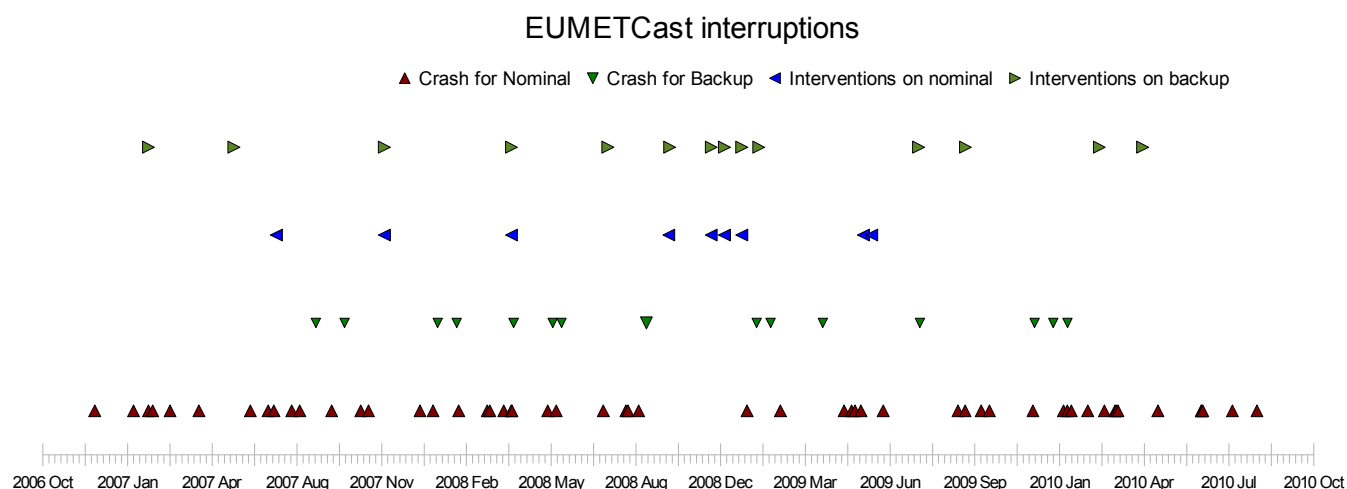 EUMETCast interruptions
Crash for Nominal Crash for Backup Interventions on nominal Interventions on backup
2006 Oct 2007 Jan 2007 Apr 2007 Aug 2007 Nov 2008 Feb 2008 May 2008 Aug 2008 Dec 2009 Mar 2009 Jun 2009 Sep 2010 Jan 2010 Apr 2010 Jul 2010 Oct